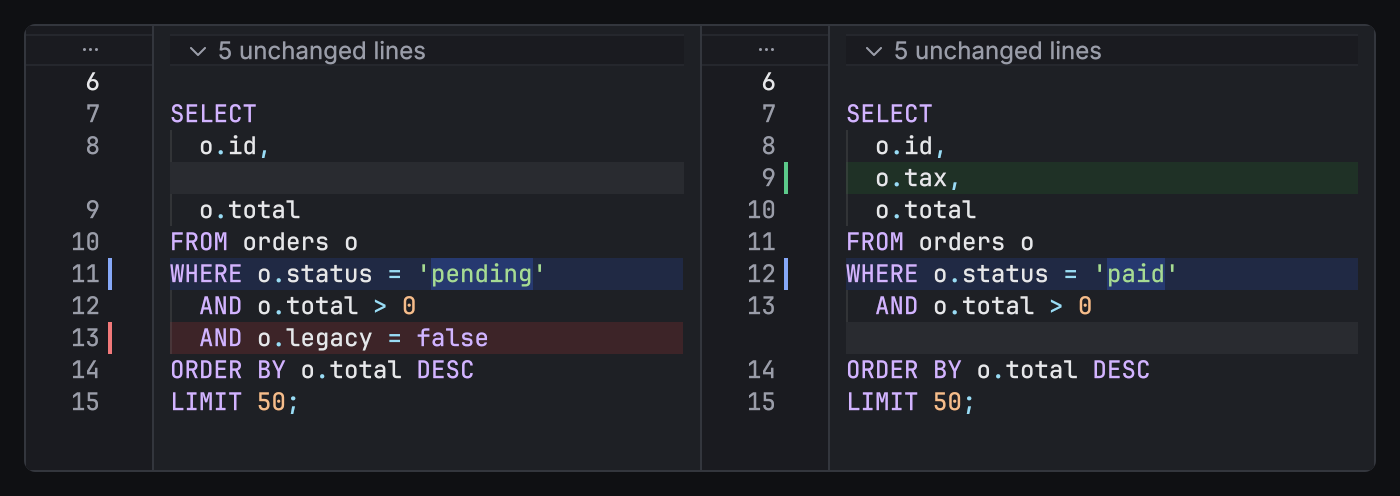 ··· 5 unchanged lines
6
7 SELECT
8   o.id,
9   o.total
10 FROM orders o
11 WHERE o.status = 'pending'
12   AND o.total > 0
13   AND o.legacy = false
14 ORDER BY o.total DESC
15 LIMIT 50;
··· 5 unchanged lines
6
7 SELECT
8   o.id,
9   o.tax,
10   o.total
11 FROM orders o
12 WHERE o.status = 'paid'
13   AND o.total > 0
14 ORDER BY o.total DESC
15 LIMIT 50;